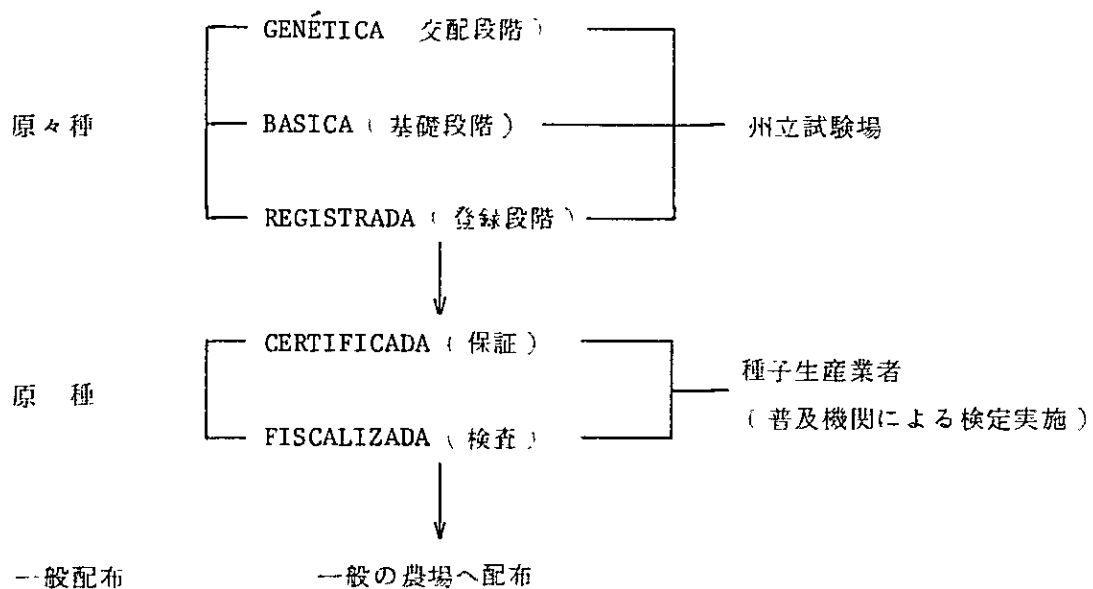 GENÉTICA 交配段階)
原々種 BASICA (基礎段階) 州立試験場
REGISTRADA (登録段階)
CERTIFICADA (保証)
種子生産業者
原 種
(普及機関による検定実施)
FISCALIZADA (検査)
一般配布 一般の農場へ配布